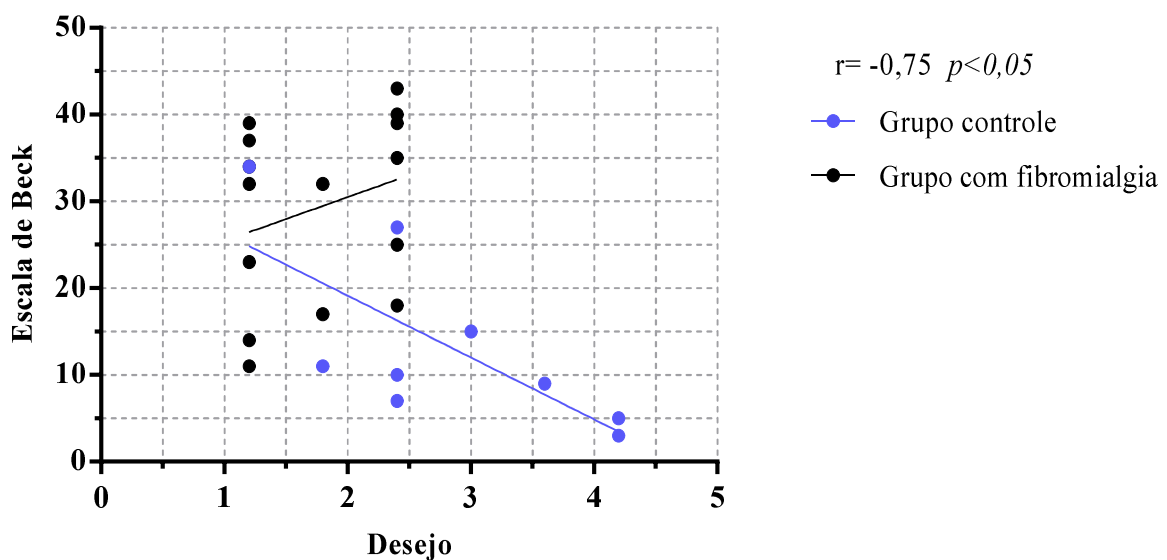 50
40
30
20
10
0
Escala de Beck
0 1 2 3 4 5
Desejo
r= -0,75 p<0,05
Grupo controle
Grupo com fibromialgia